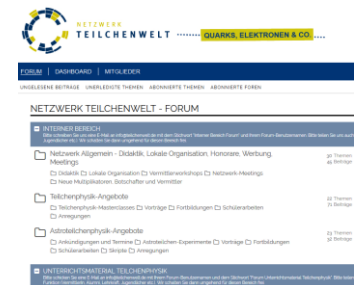 NETZWERK
TEILCHENWELT
QUARKS, ELEKTRONEN & CO.
FORUM | DASHBOARD | MITGLIEDER
UNGELESENE BEITRÄGE UNERLEDIGTE THEMEN ABONNIERTE THEMEN ABONNIERTE FOREN
NETZWERK TEILCHENWELT - FORUM
INTERNER BEREICH
Netzwerk Allgemein - Didaktik, Lokale Organisation, Honorare, Werbung, Meetings
30 Themen
Didaktik Lokale Organisation Vermittlerworkshops Netzwerk-Meetings
Neue Multiplikatoren, Botschafter und Vermittler
Teilchenphysik-Angebote
Teilchenphysik-Masterclasses Vorträge Fortbildungen Schülerarbeiten
Anregungen
Astroteilchenphysik-Angebote
Ankündigungen und Termine Astroteilchen-Experimente Vorträge Fortbildungen
Schülerarbeiten Skripte Anregungen
UNTERRICHTSMATERIAL TEILCHENPHYSIK